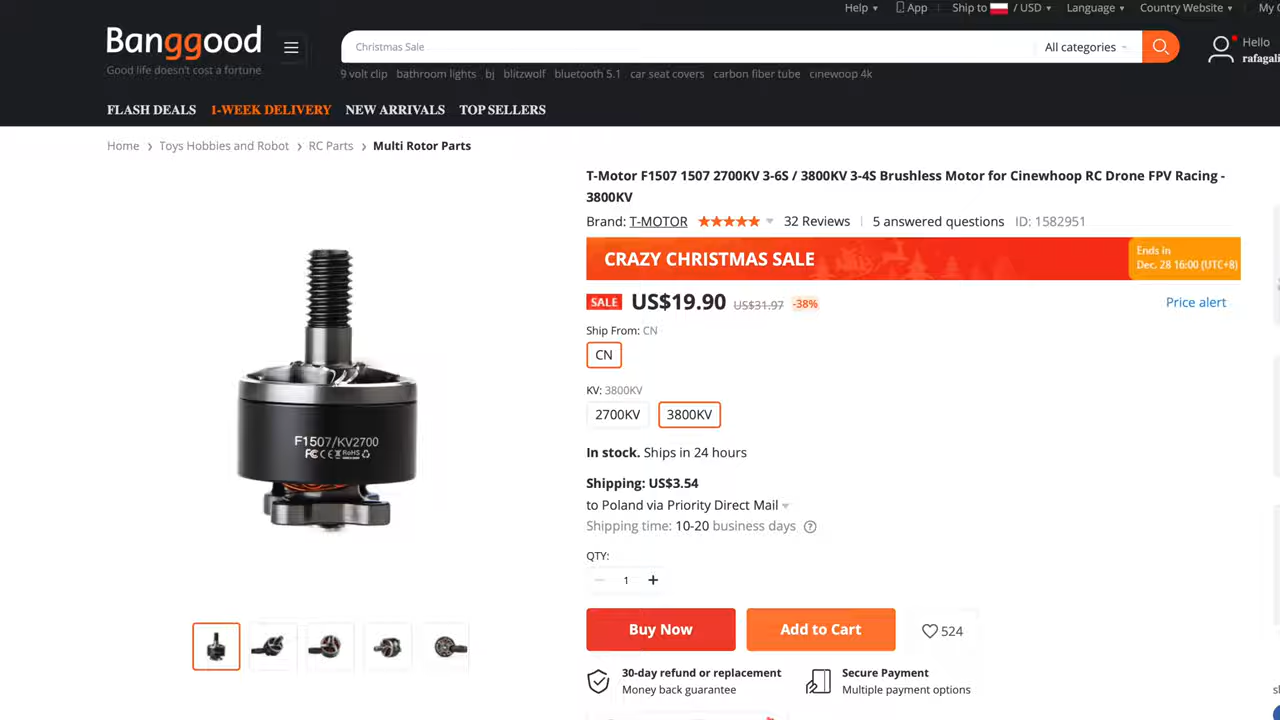 Help App Ship to / USD Language Country Website My
Banggood
Good life doesn't cost a fortune
Christmas Sale All categories
Hello
rafagali
9 volt clip bathroom lights bj blitzwolf bluetooth 5.1 car seat covers carbon fiber tube cinewoop 4k
FLASH DEALS 1-WEEK DELIVERY NEW ARRIVALS TOP SELLERS
Home > Toys Hobbies and Robot > RC Parts > Multi Rotor Parts
T-Motor F1507 1507 2700KV 3-6S / 3800KV 3-4S Brushless Motor for Cinewhoop RC Drone FPV Racing -
3800KV
Brand: T-MOTOR 32 Reviews 5 answered questions ID: 1582951
CRAZY CHRISTMAS SALE
Ends in
Dec. 28 16:00 (UTC+8)
SALE US$19.90 US$31.97 -38% Price alert
Ship From: CN
CN
KV: 3800KV
2700KV 3800KV
In stock. Ships in 24 hours
Shipping: US$3.54
to Poland via Priority Direct Mail
Shipping time: 10-20 business days ?
QTY:
− 1 +
Buy Now Add to Cart 524
30-day refund or replacement
Money back guarantee
Secure Payment
Multiple payment options
F1507/KV2700
FC CE RoHS